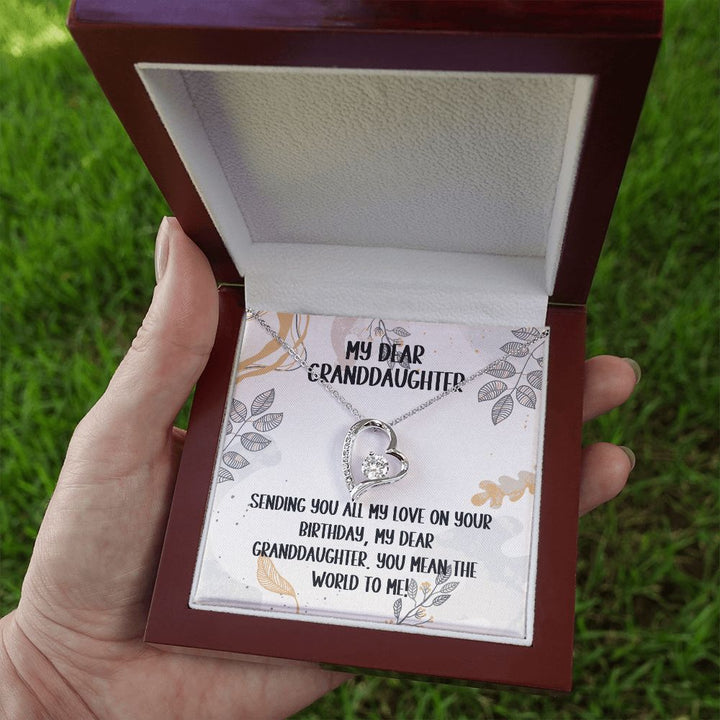 MY DEAR
GRANDDAUGHTER
SENDING YOU ALL MY LOVE ON YOUR
BIRTHDAY, MY DEAR
GRANDDAUGHTER. YOU MEAN THE
WORLD TO ME!